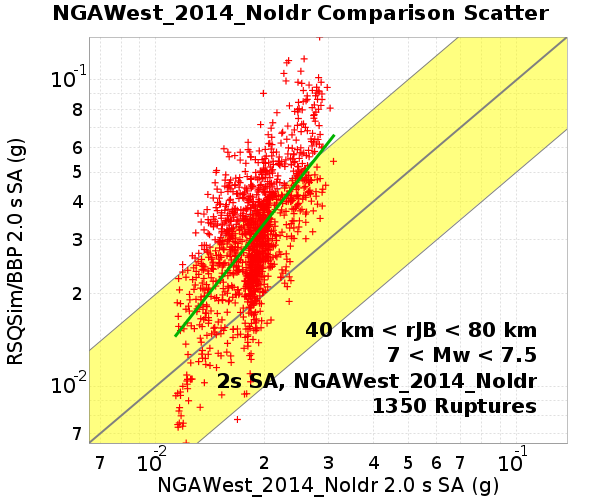 NGAWest_2014_NoIdr Comparison Scatter
RSQSim/BBP 2.0 s SA (g)
10^-1
8
6
5
4
3
2
10^-2
7
40 km < rJB < 80 km
7 < Mw < 7.5
2s SA, NGAWest_2014_NoIdr
1350 Ruptures
7 10^-2 2 3 4 5 6 7 10^-1
NGAWest_2014_NoIdr 2.0 s SA (g)